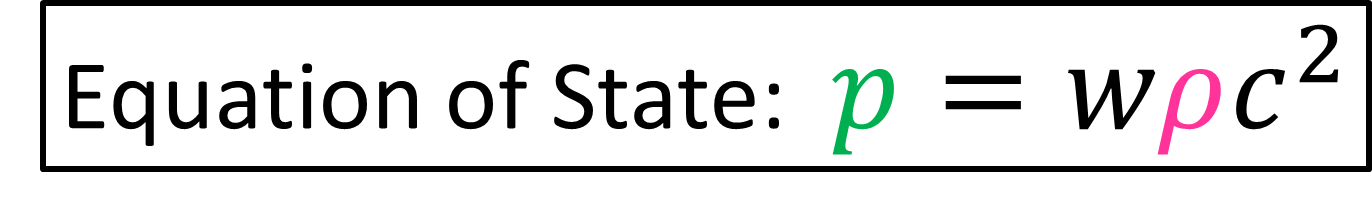 Equation of State: p = wρc²